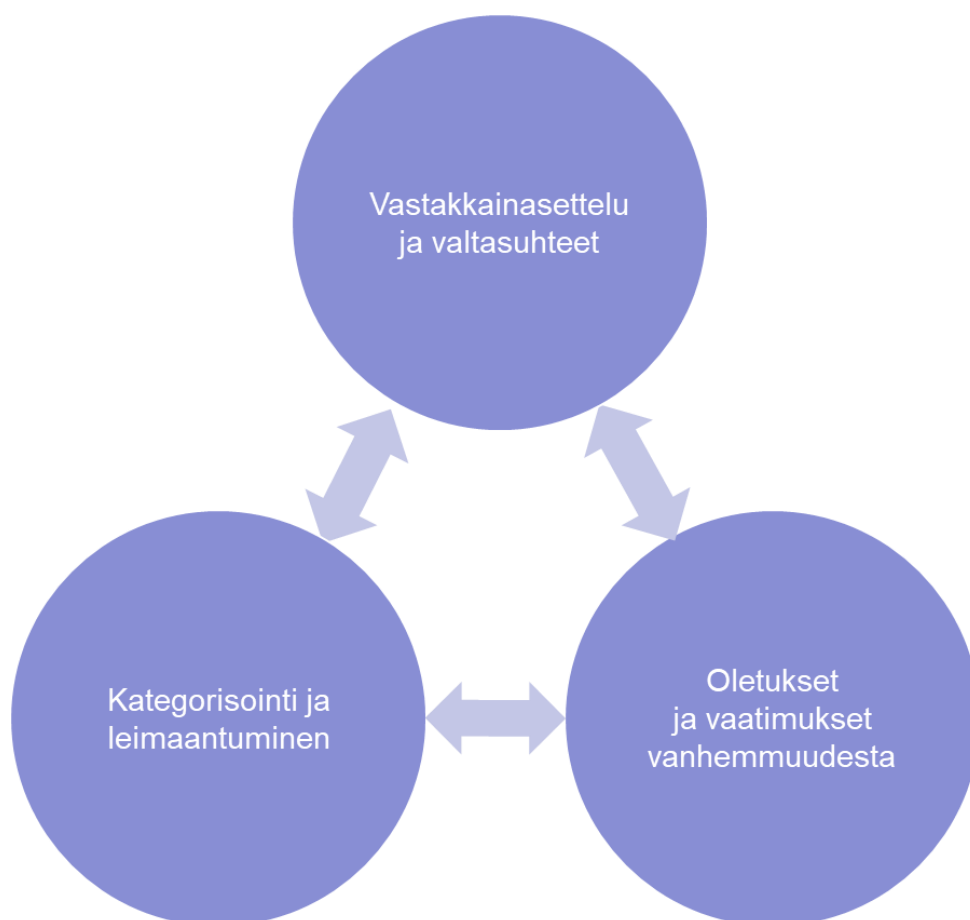 Vastakkainasettelu
ja valtasuhteet
Kategorisointi ja
leimaantuminen
Oletukset
ja vaatimukset
vanhemmuudesta